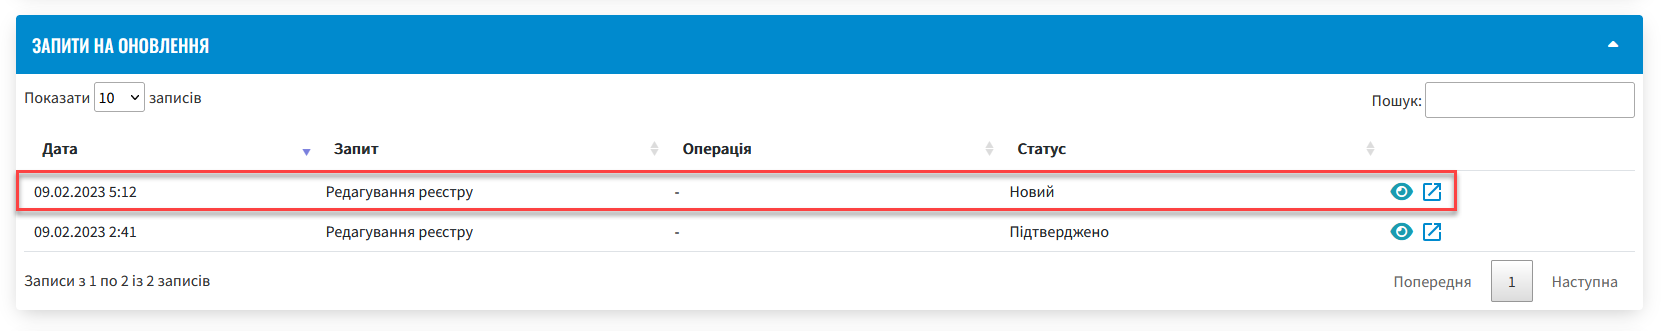 ЗАПИТИ НА ОНОВЛЕННЯ
Показати 10 записів
Пошук:
Дата Запит Операція Статус
09.02.2023 5:12 Редагування реєстру - Новий
09.02.2023 2:41 Редагування реєстру - Підтверджено
Записи з 1 по 2 із 2 записів
Попередня 1 Наступна